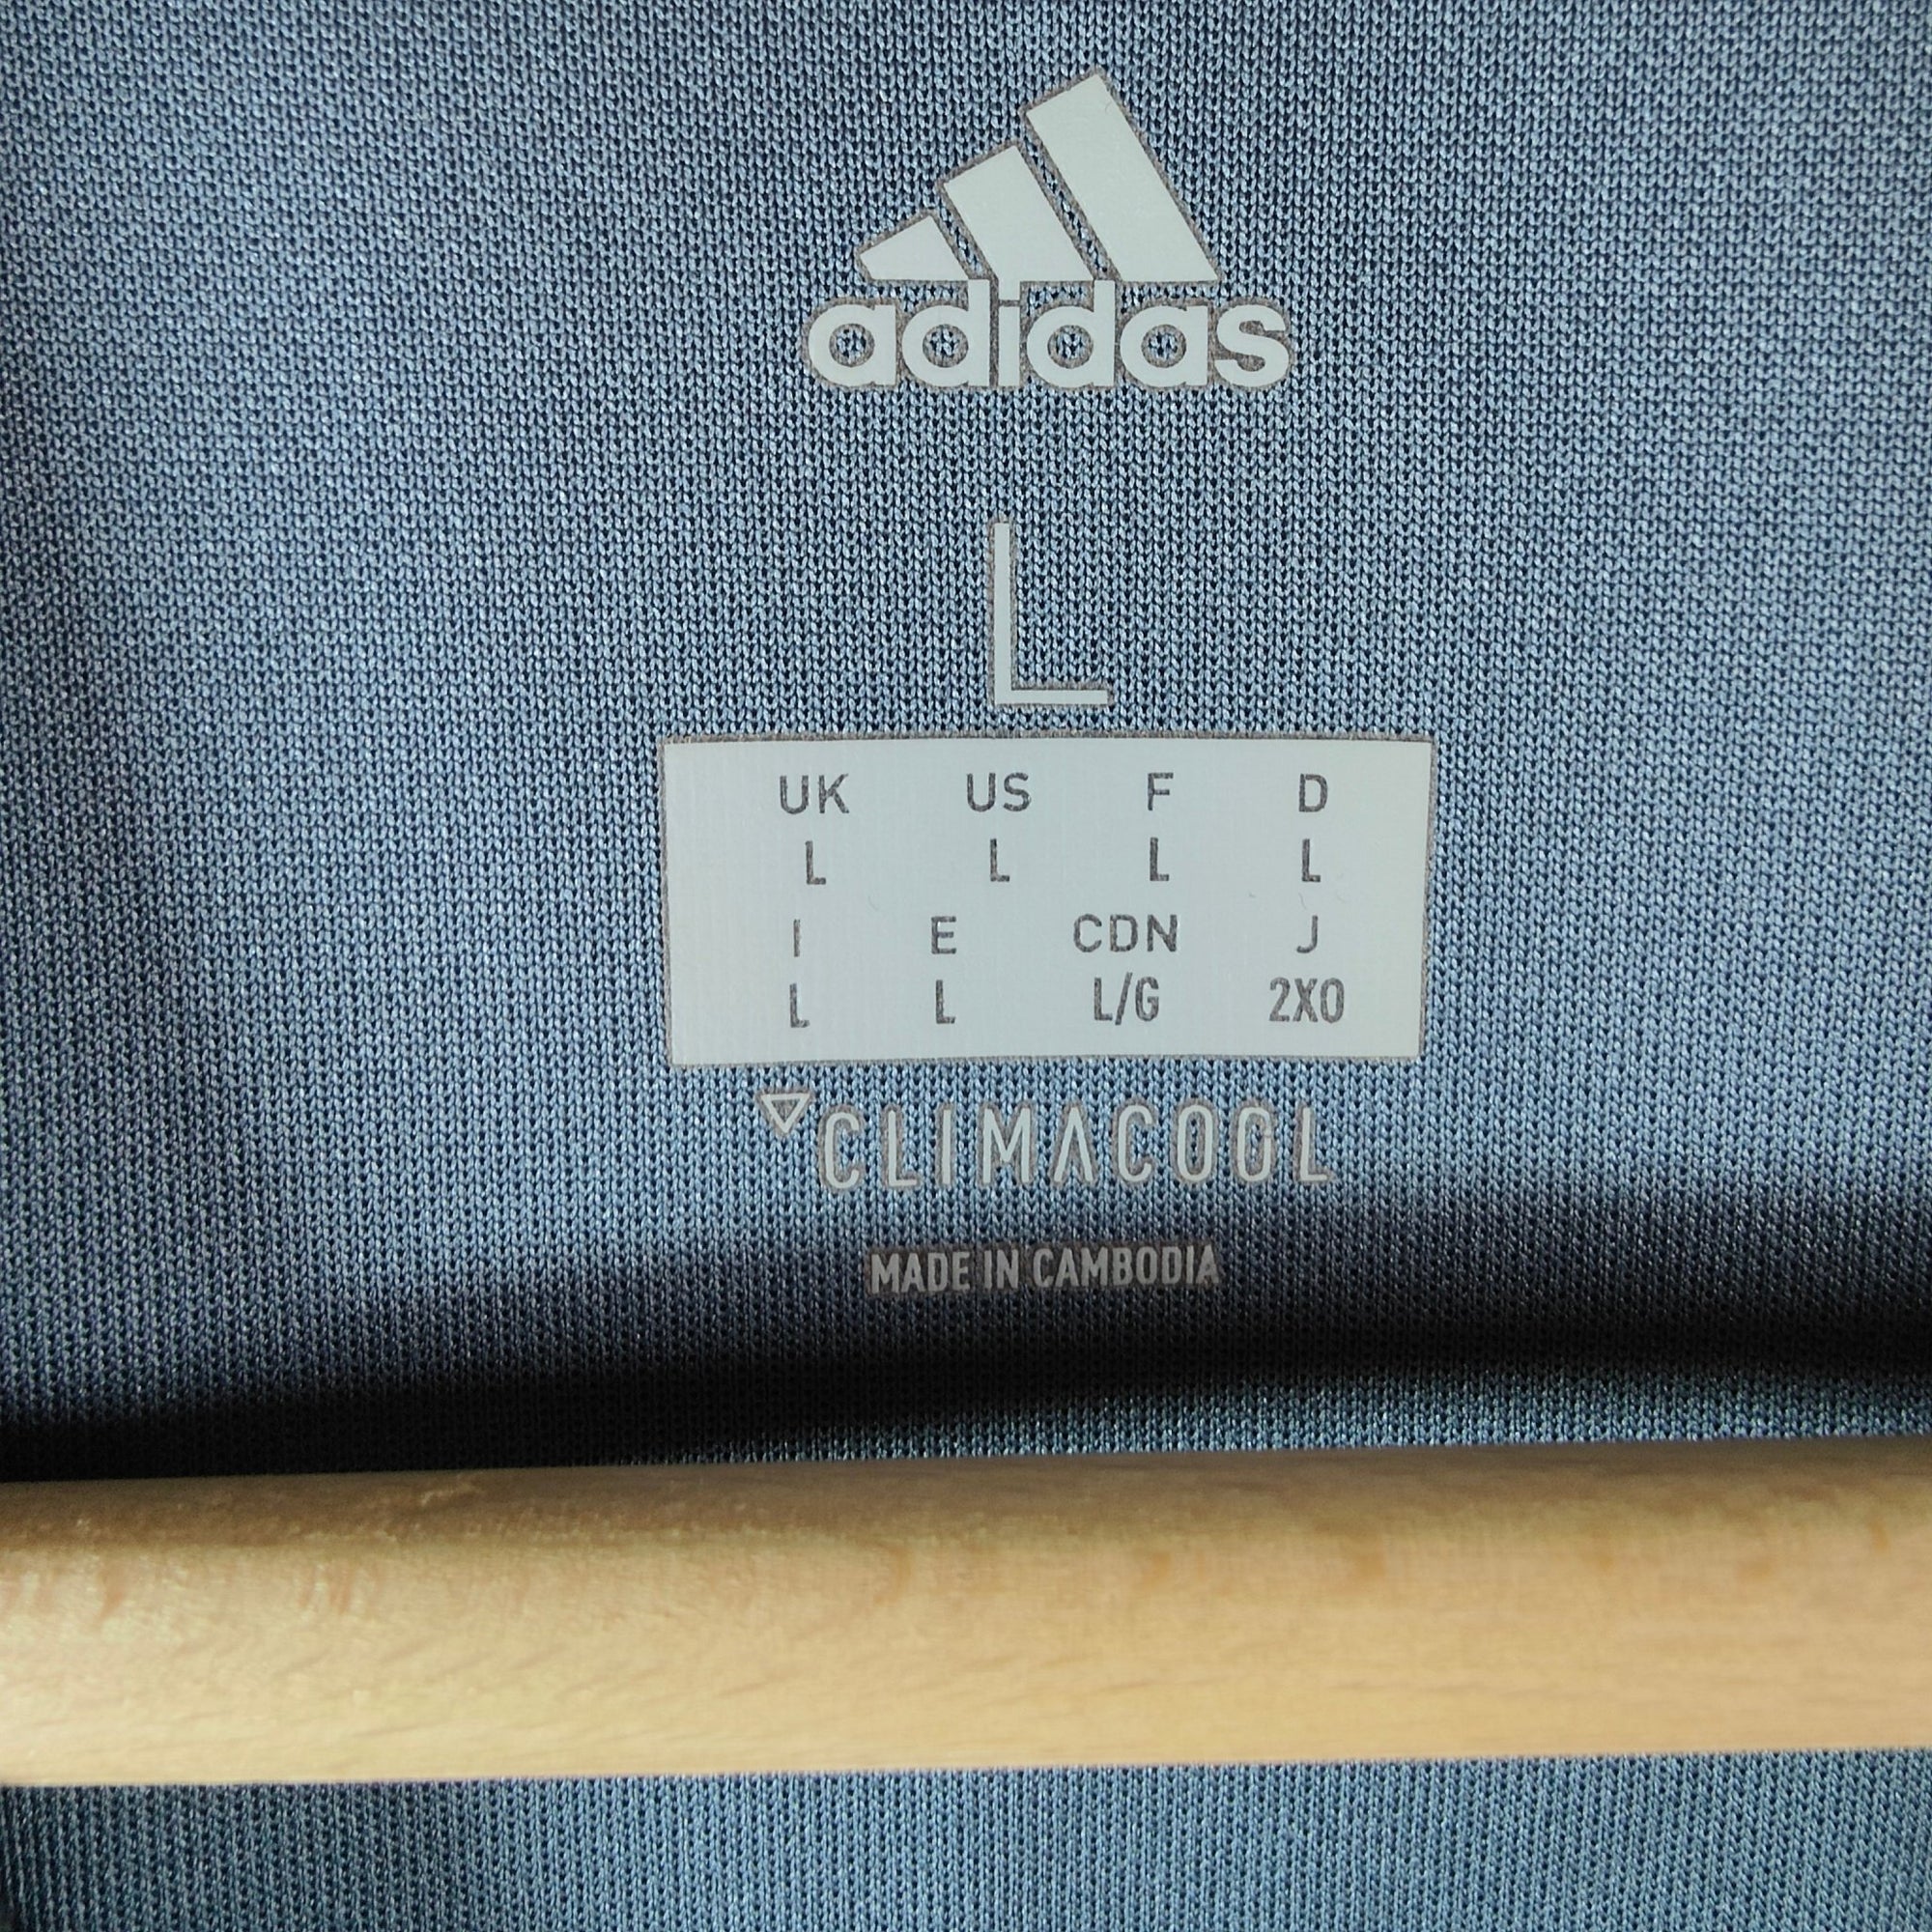 adidas
L
UK US F D
L L L L
I E CDN J
L L L/G 2XO
CLIMACOOL
MADE IN CAMBODIA